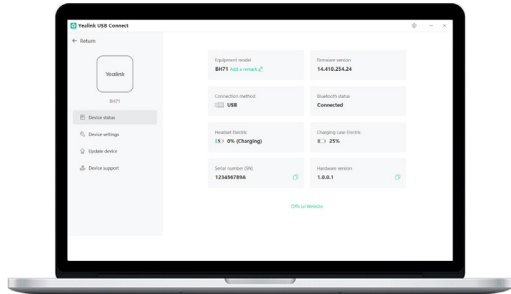 Yealink USB Connect
Return
Yealink
BH71
Device status
Device settings
Update device
Device support
Equipment model
BH71 Add a remark
Firmware version
14.410.254.24
Connection method
USB
Bluetooth status
Connected
Headset Electric
0% (Charging)
Charging case Electric
25%
Serial number (SN)
123456789A
Hardware version
1.0.0.1
Official Website